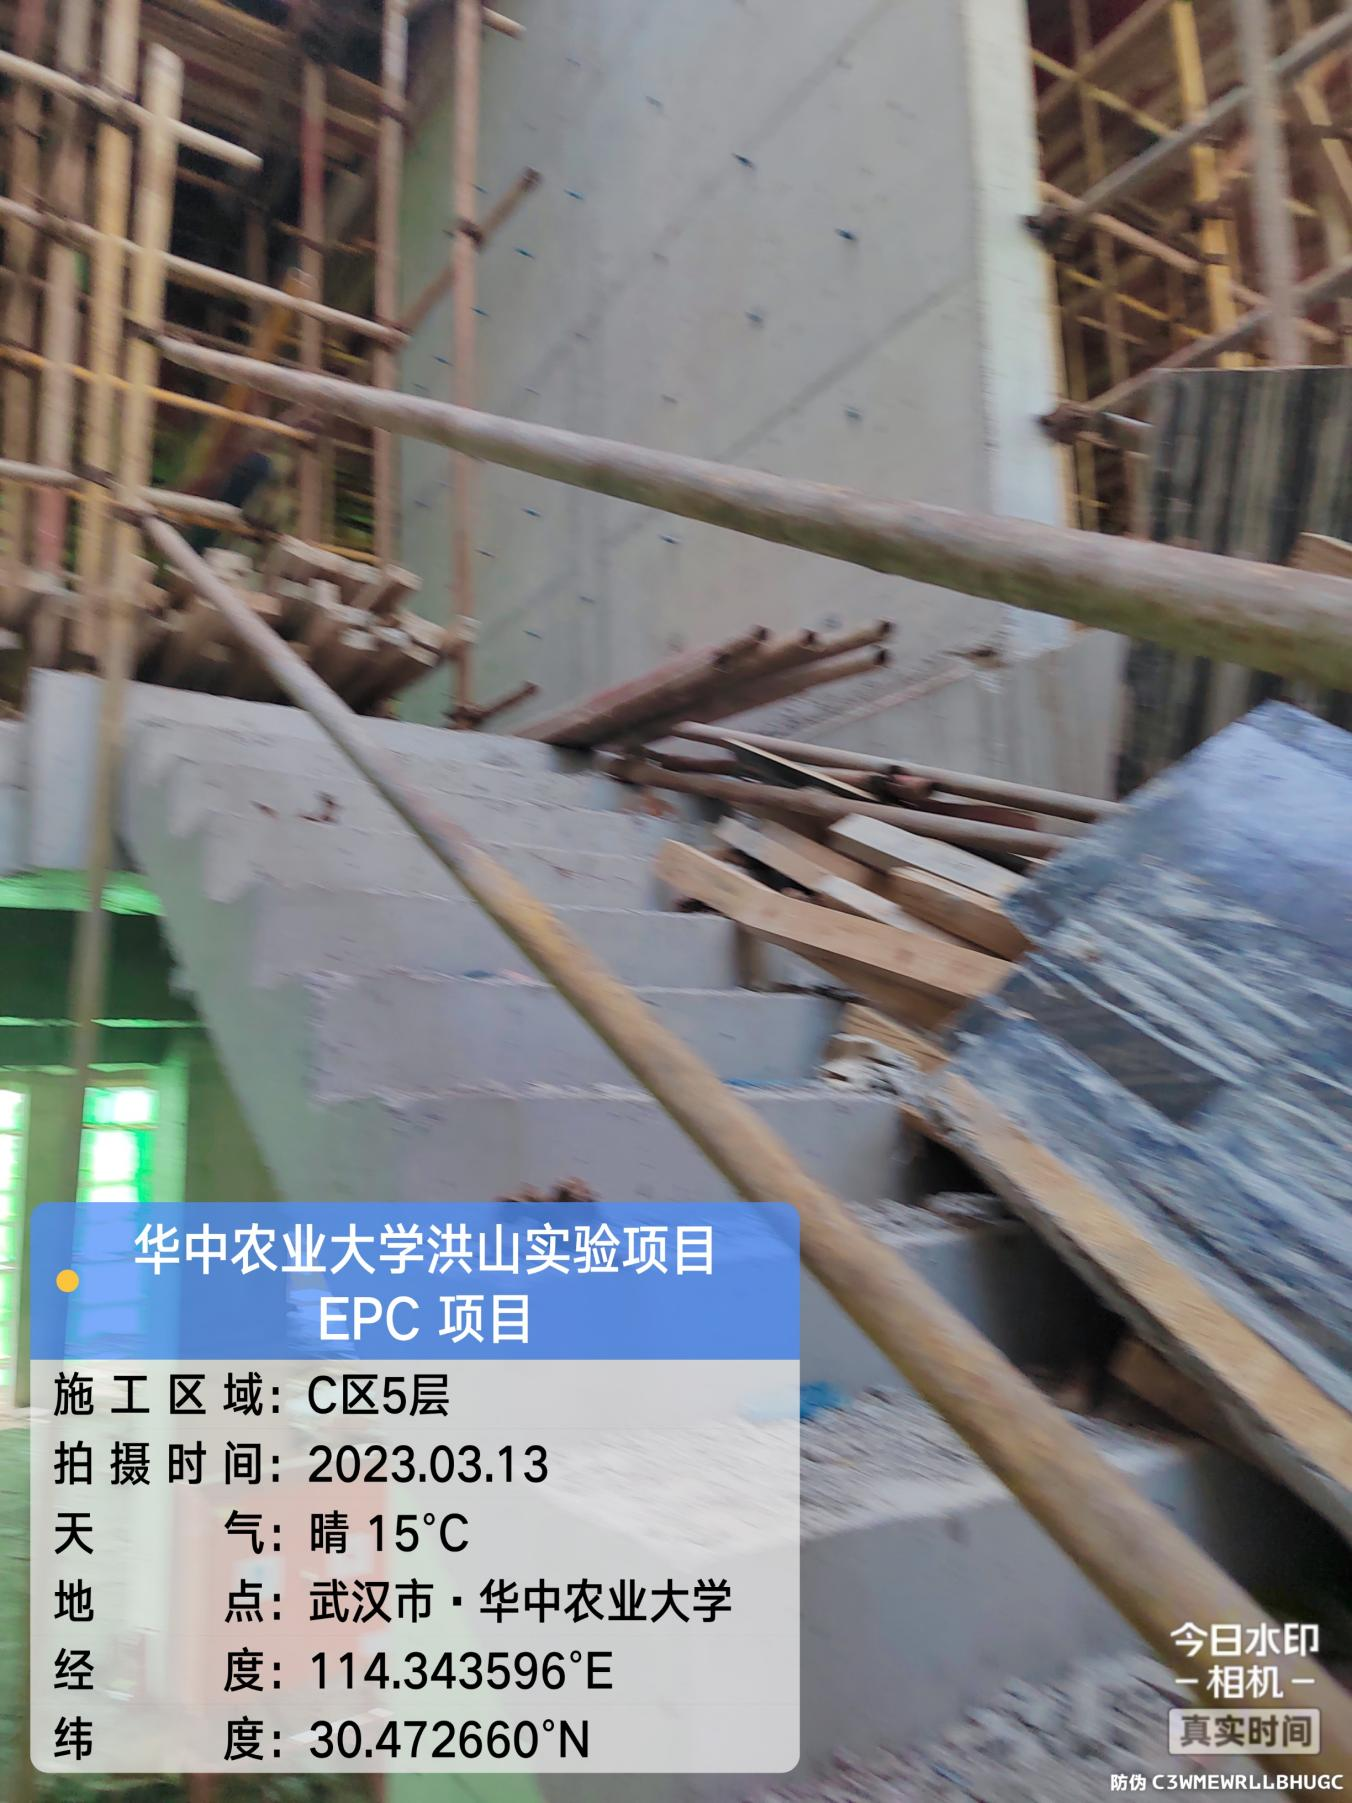 华中农业大学洪山实验项目
EPC 项目
施工区域：C区5层
拍摄时间：2023.03.13
天气：晴 15°C
地点：武汉市·华中农业大学
经度：114.343596°E
纬度：30.472660°N
今日水印
相机
真实时间
防伪 C3WMEWRLLBHUGC